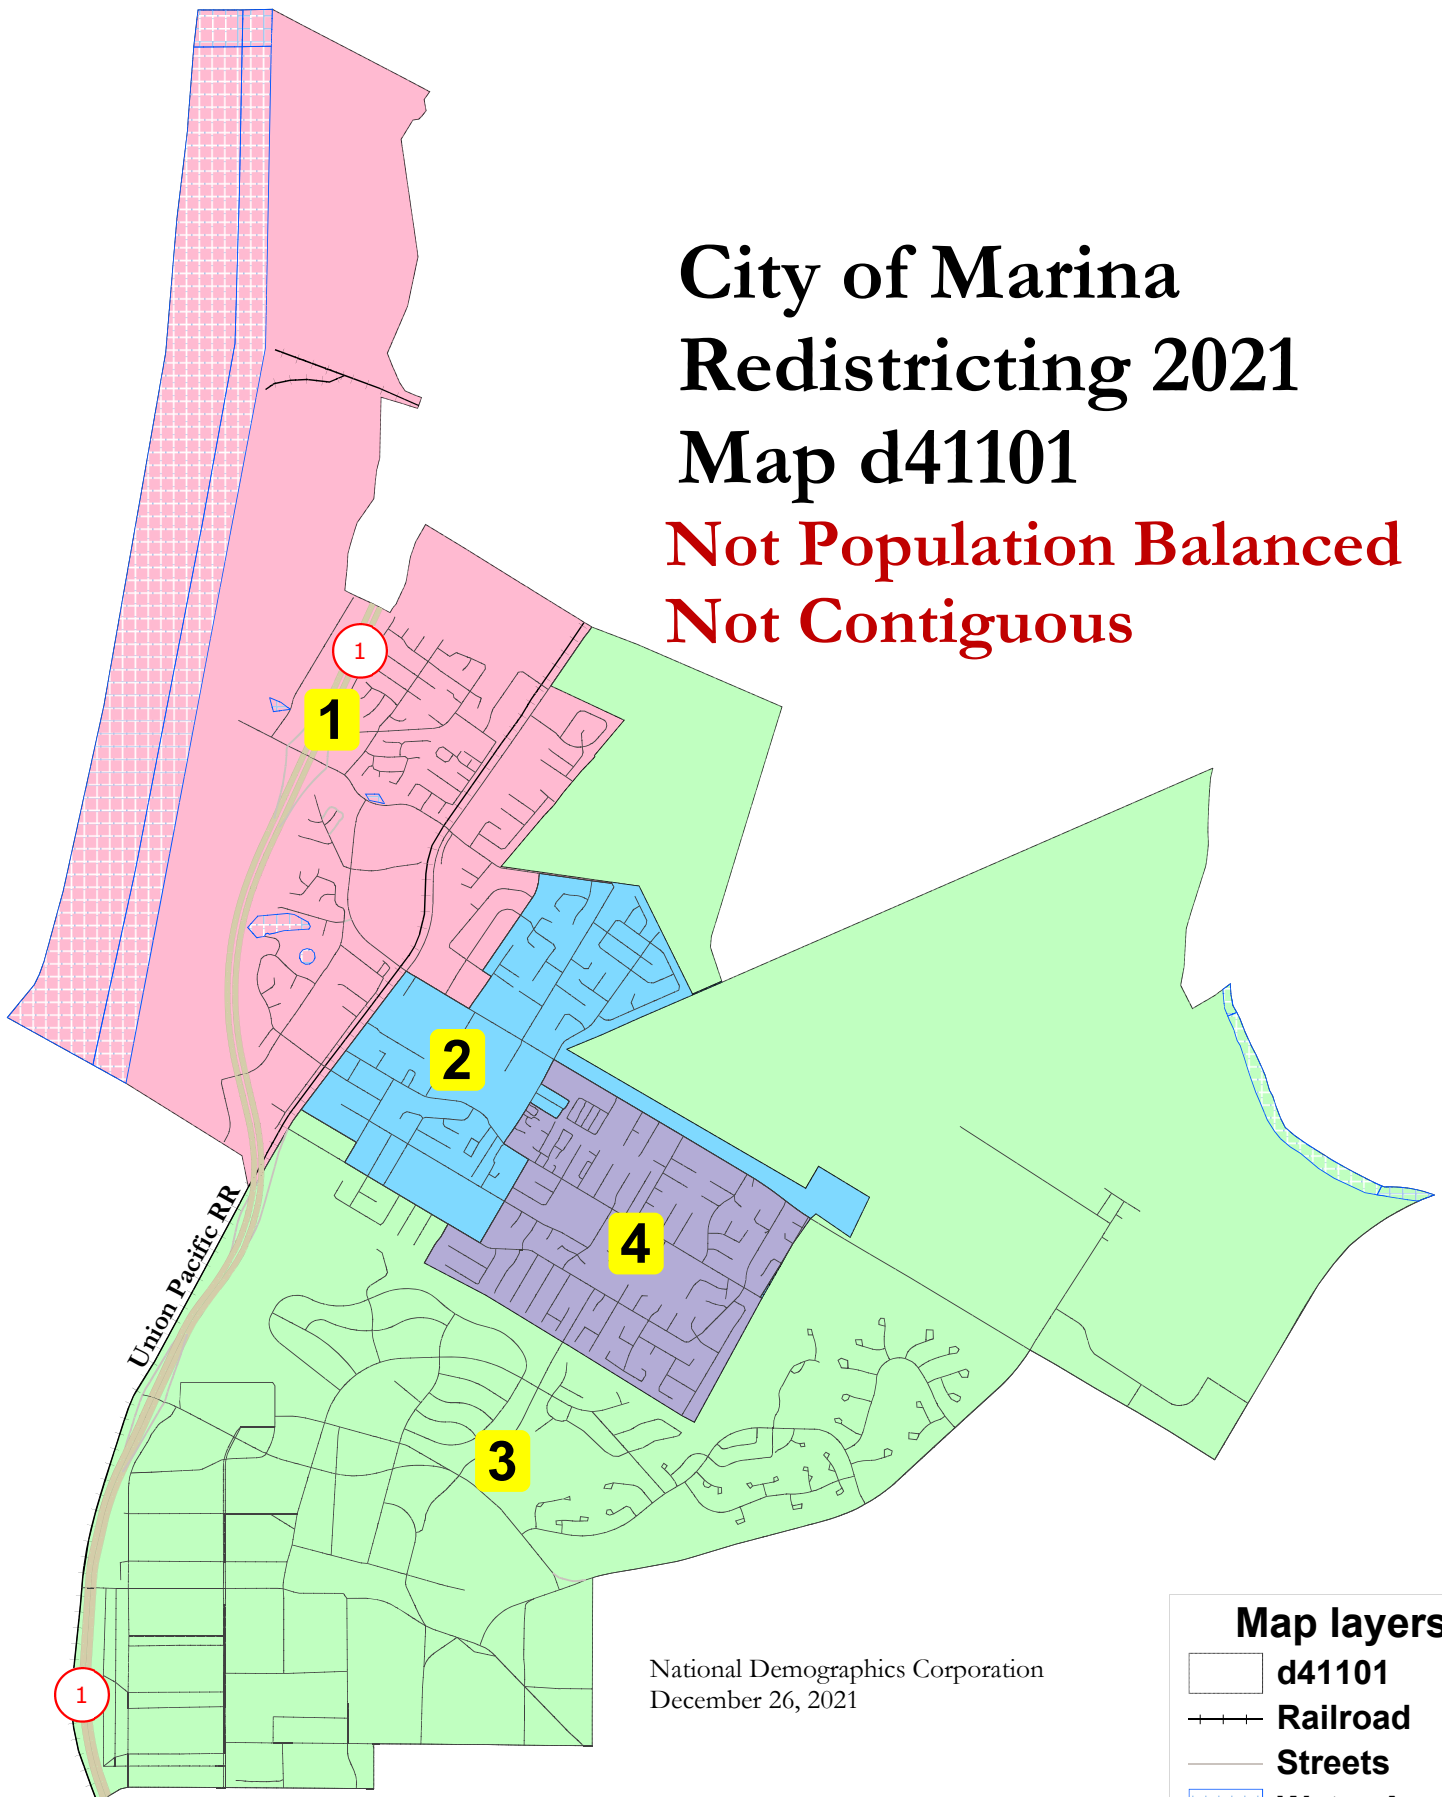 City of Marina
Redistricting 2021
Map d41101
Not Population Balanced
Not Contiguous
1
1
2
4
Union Pacific RR
3
1
National Demographics Corporation
December 26, 2021
Map layers
d41101
Railroad
Streets